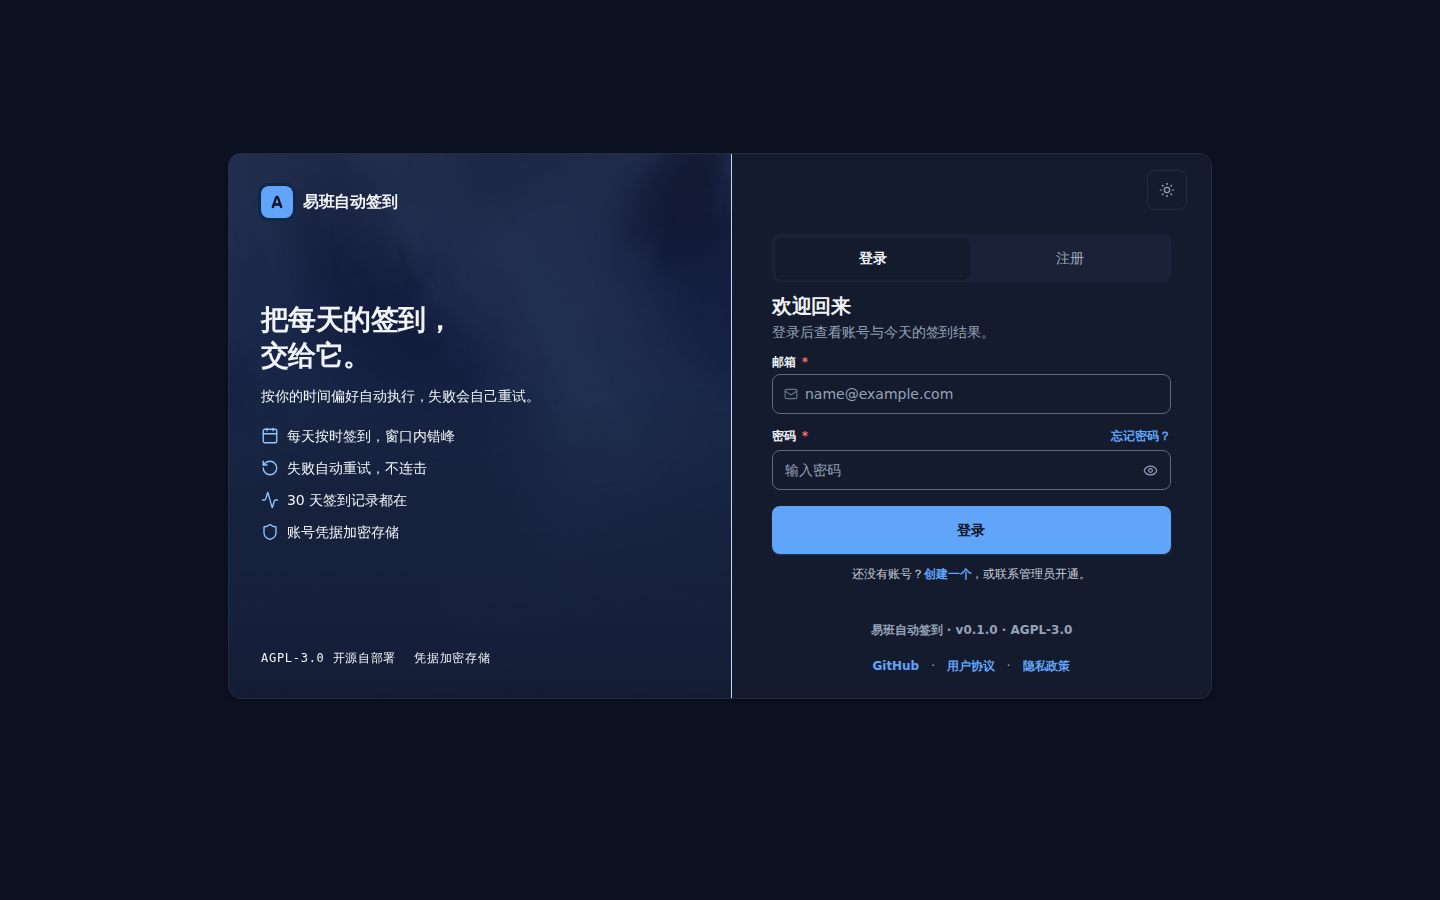 A 易班自动签到
把每天的签到，
交给它。
按你的时间偏好自动执行，失败会自己重试。
每天按时签到，窗口内错峰
失败自动重试，不连击
30 天签到记录都在
账号凭据加密存储
AGPL-3.0 开源自部署 凭据加密存储
登录 注册
欢迎回来
登录后查看账号与今天的签到结果。
邮箱 *
name@example.com
密码 * 忘记密码？
输入密码
登录
还没有账号？创建一个，或联系管理员开通。
易班自动签到 · v0.1.0 · AGPL-3.0
GitHub · 用户协议 · 隐私政策